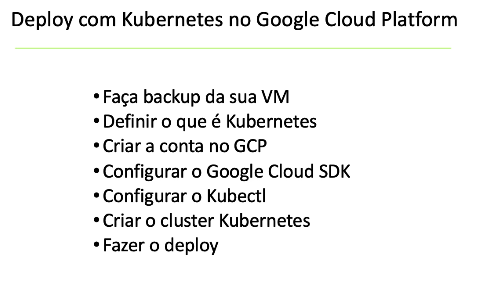 Deploy com Kubernetes no Google Cloud Platform
• Faça backup da sua VM
• Definir o que é Kubernetes
• Criar a conta no GCP
• Configurar o Google Cloud SDK
• Configurar o Kubectl
• Criar o cluster Kubernetes
• Fazer o deploy